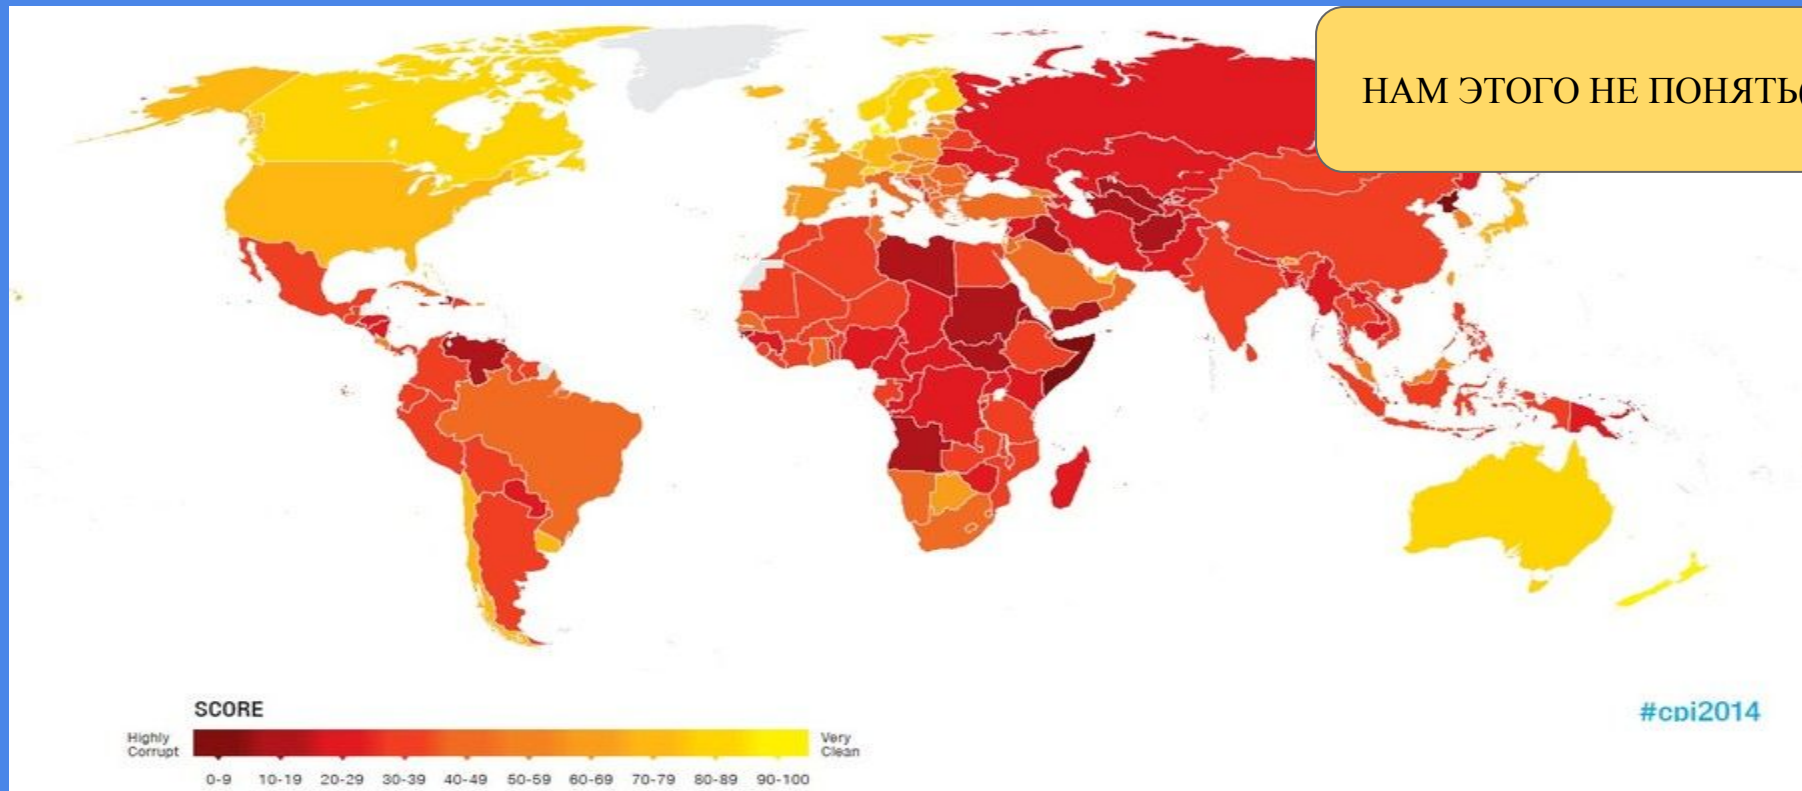 НАМ ЭТОГО НЕ ПОНЯТЬ(
SCORE
Highly
Corrupt
Very
Clean
0-9 10-19 20-29 30-39 40-49 50-59 60-69 70-79 80-89 90-100
#cpi2014